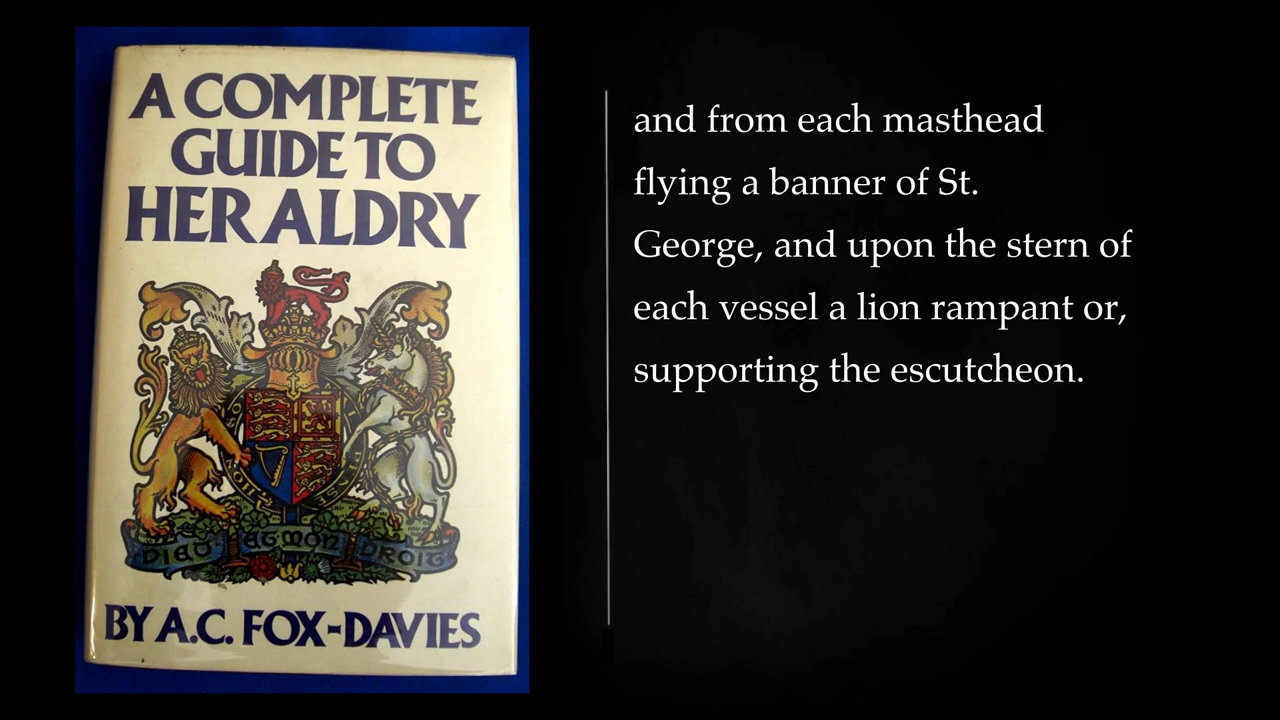 A COMPLETE
GUIDE TO
HERALDRY
DIEU ET MON DROIT
BY A.C. FOX-DAVIES
and from each masthead
flying a banner of St.
George, and upon the stern of
each vessel a lion rampant or,
supporting the escutcheon.